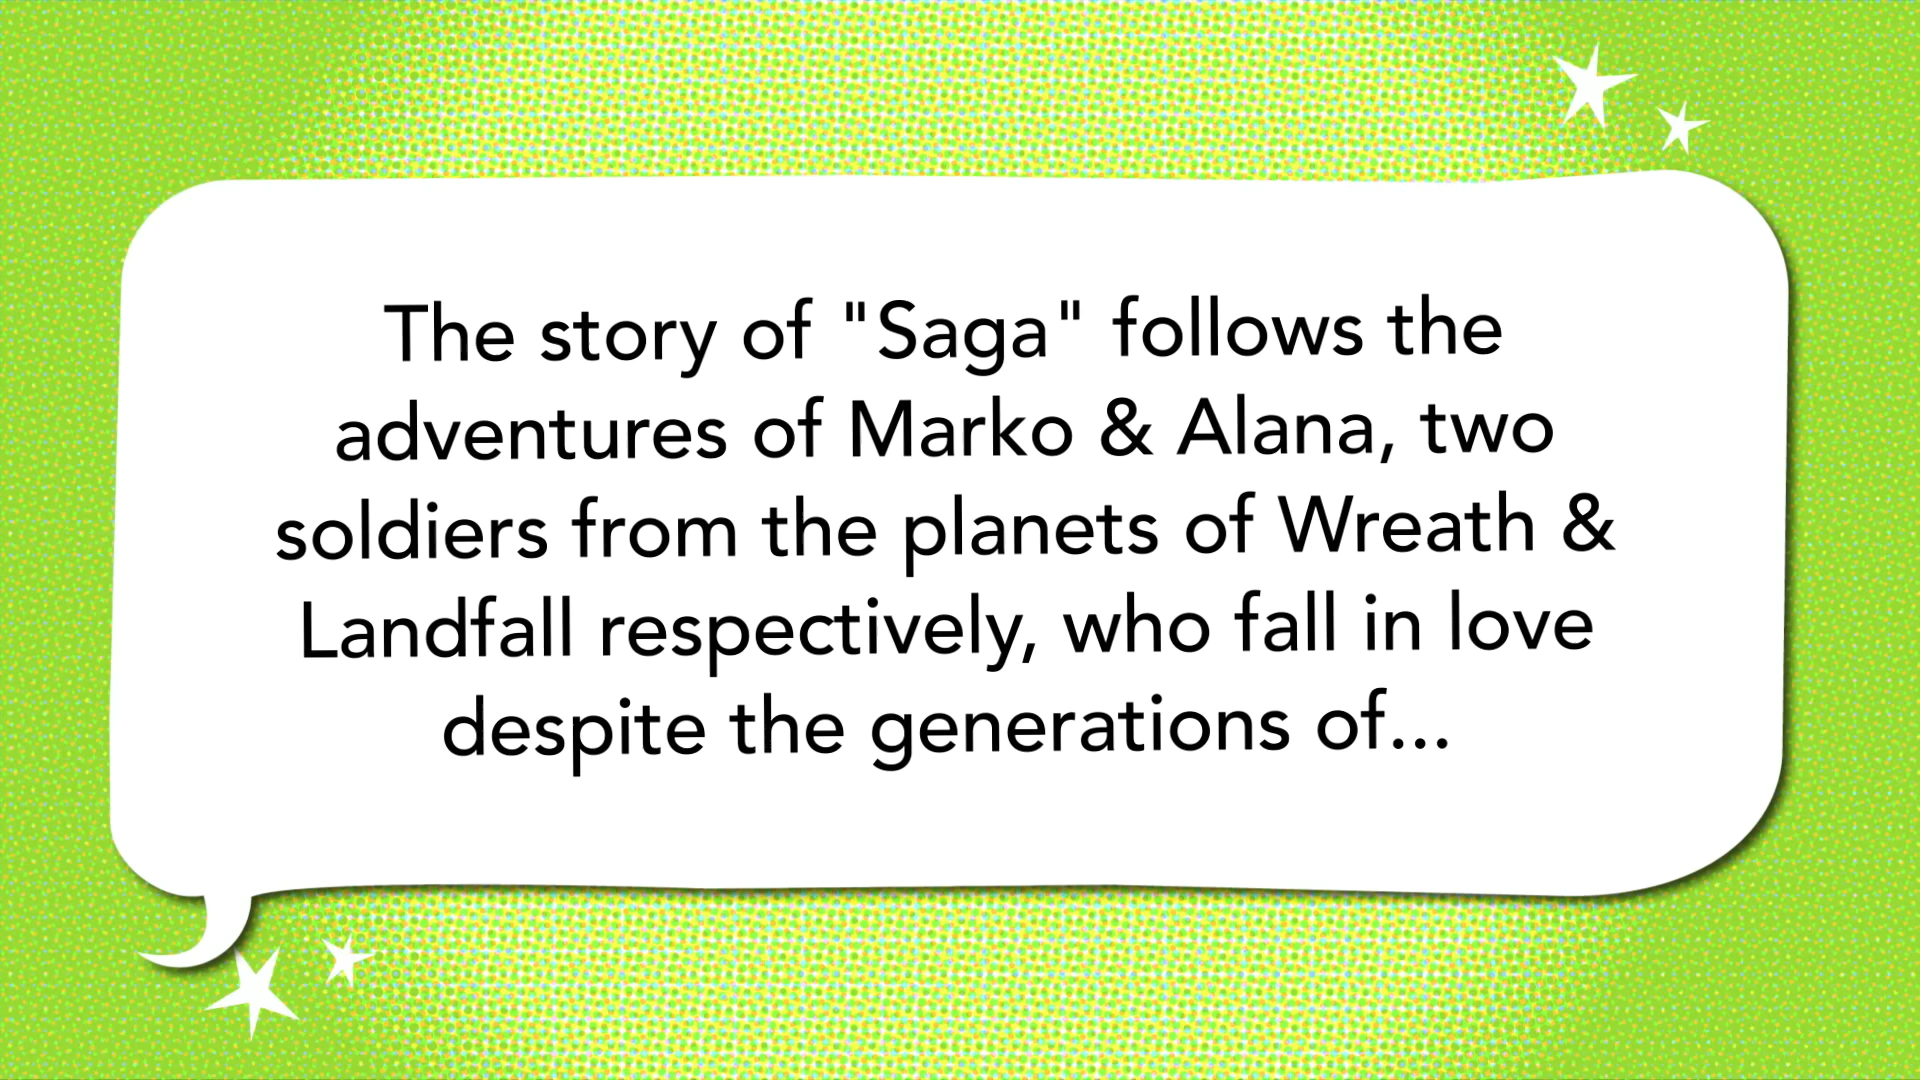 The story of "Saga" follows the
adventures of Marko & Alana, two
soldiers from the planets of Wreath &
Landfall respectively, who fall in love
despite the generations of...